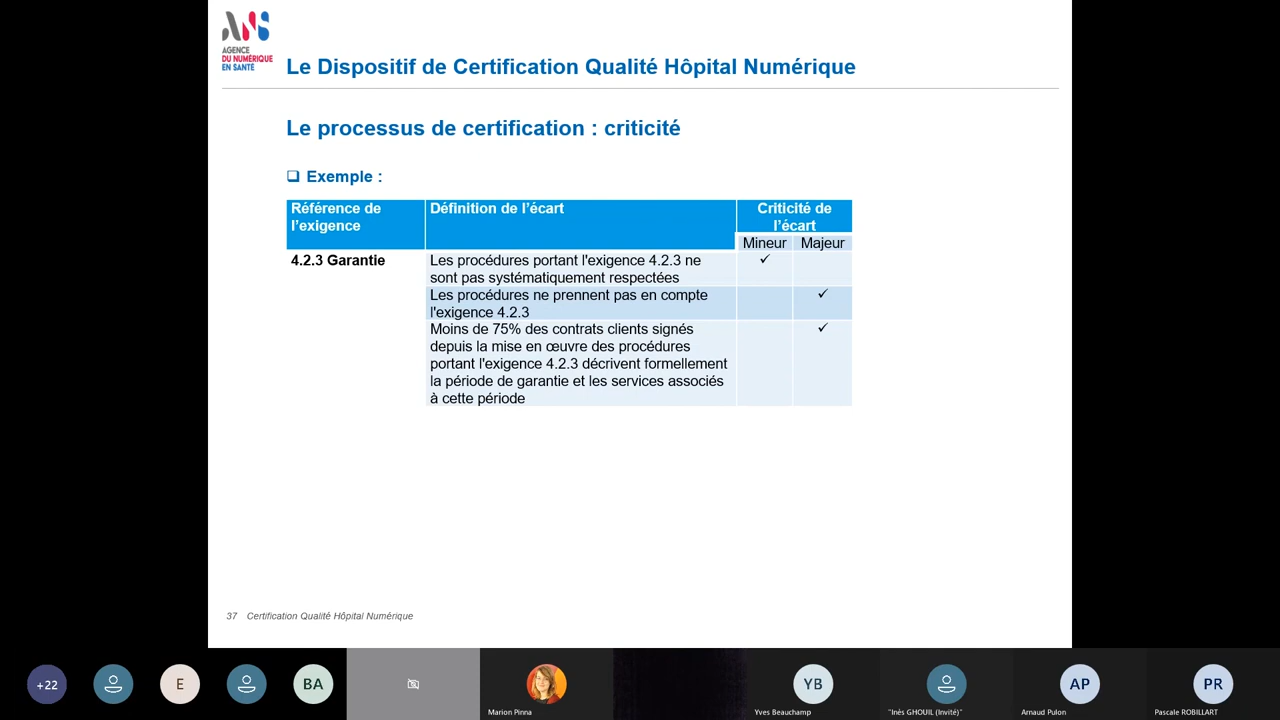 ANS
AGENCE
DU NUMÉRIQUE
EN SANTÉ
Le Dispositif de Certification Qualité Hôpital Numérique
Le processus de certification : criticité
Exemple :
Référence de
l'exigence
Définition de l'écart
Criticité de
l'écart
Mineur
Majeur
4.2.3 Garantie
Les procédures portant l'exigence 4.2.3 ne
sont pas systématiquement respectées
✓
Les procédures ne prennent pas en compte
l'exigence 4.2.3
✓
Moins de 75% des contrats clients signés
depuis la mise en œuvre des procédures
portant l'exigence 4.2.3 décrivent formellement
la période de garantie et les services associés
à cette période
✓
37 Certification Qualité Hôpital Numérique
+22
E
BA
Marion Pinna
YB
Yves Beauchamp
"Inès GHOUIL (Invité)"
AP
Arnaud Pulon
PR
Pascale ROBILLART